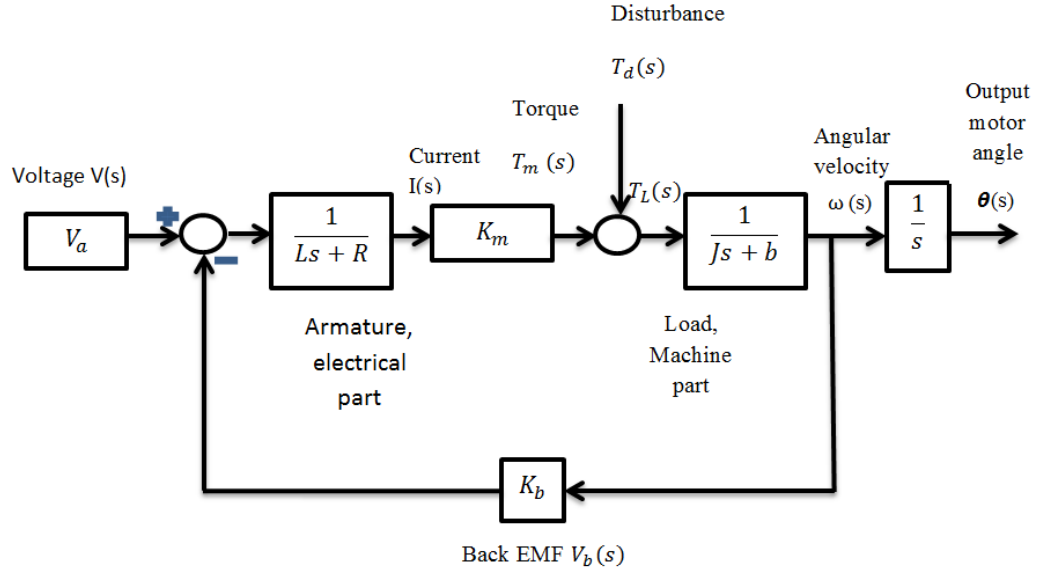 Disturbance
T_d(s)
Torque
T_m (s)
Current
I(s)
Voltage V(s)
V_a
1
Ls + R
K_m
T_L(s)
1
Js + b
Angular
velocity
ω (s)
1
s
Output
motor
angle
θ(s)
Armature,
electrical
part
Load,
Machine
part
K_b
Back EMF V_b(s)